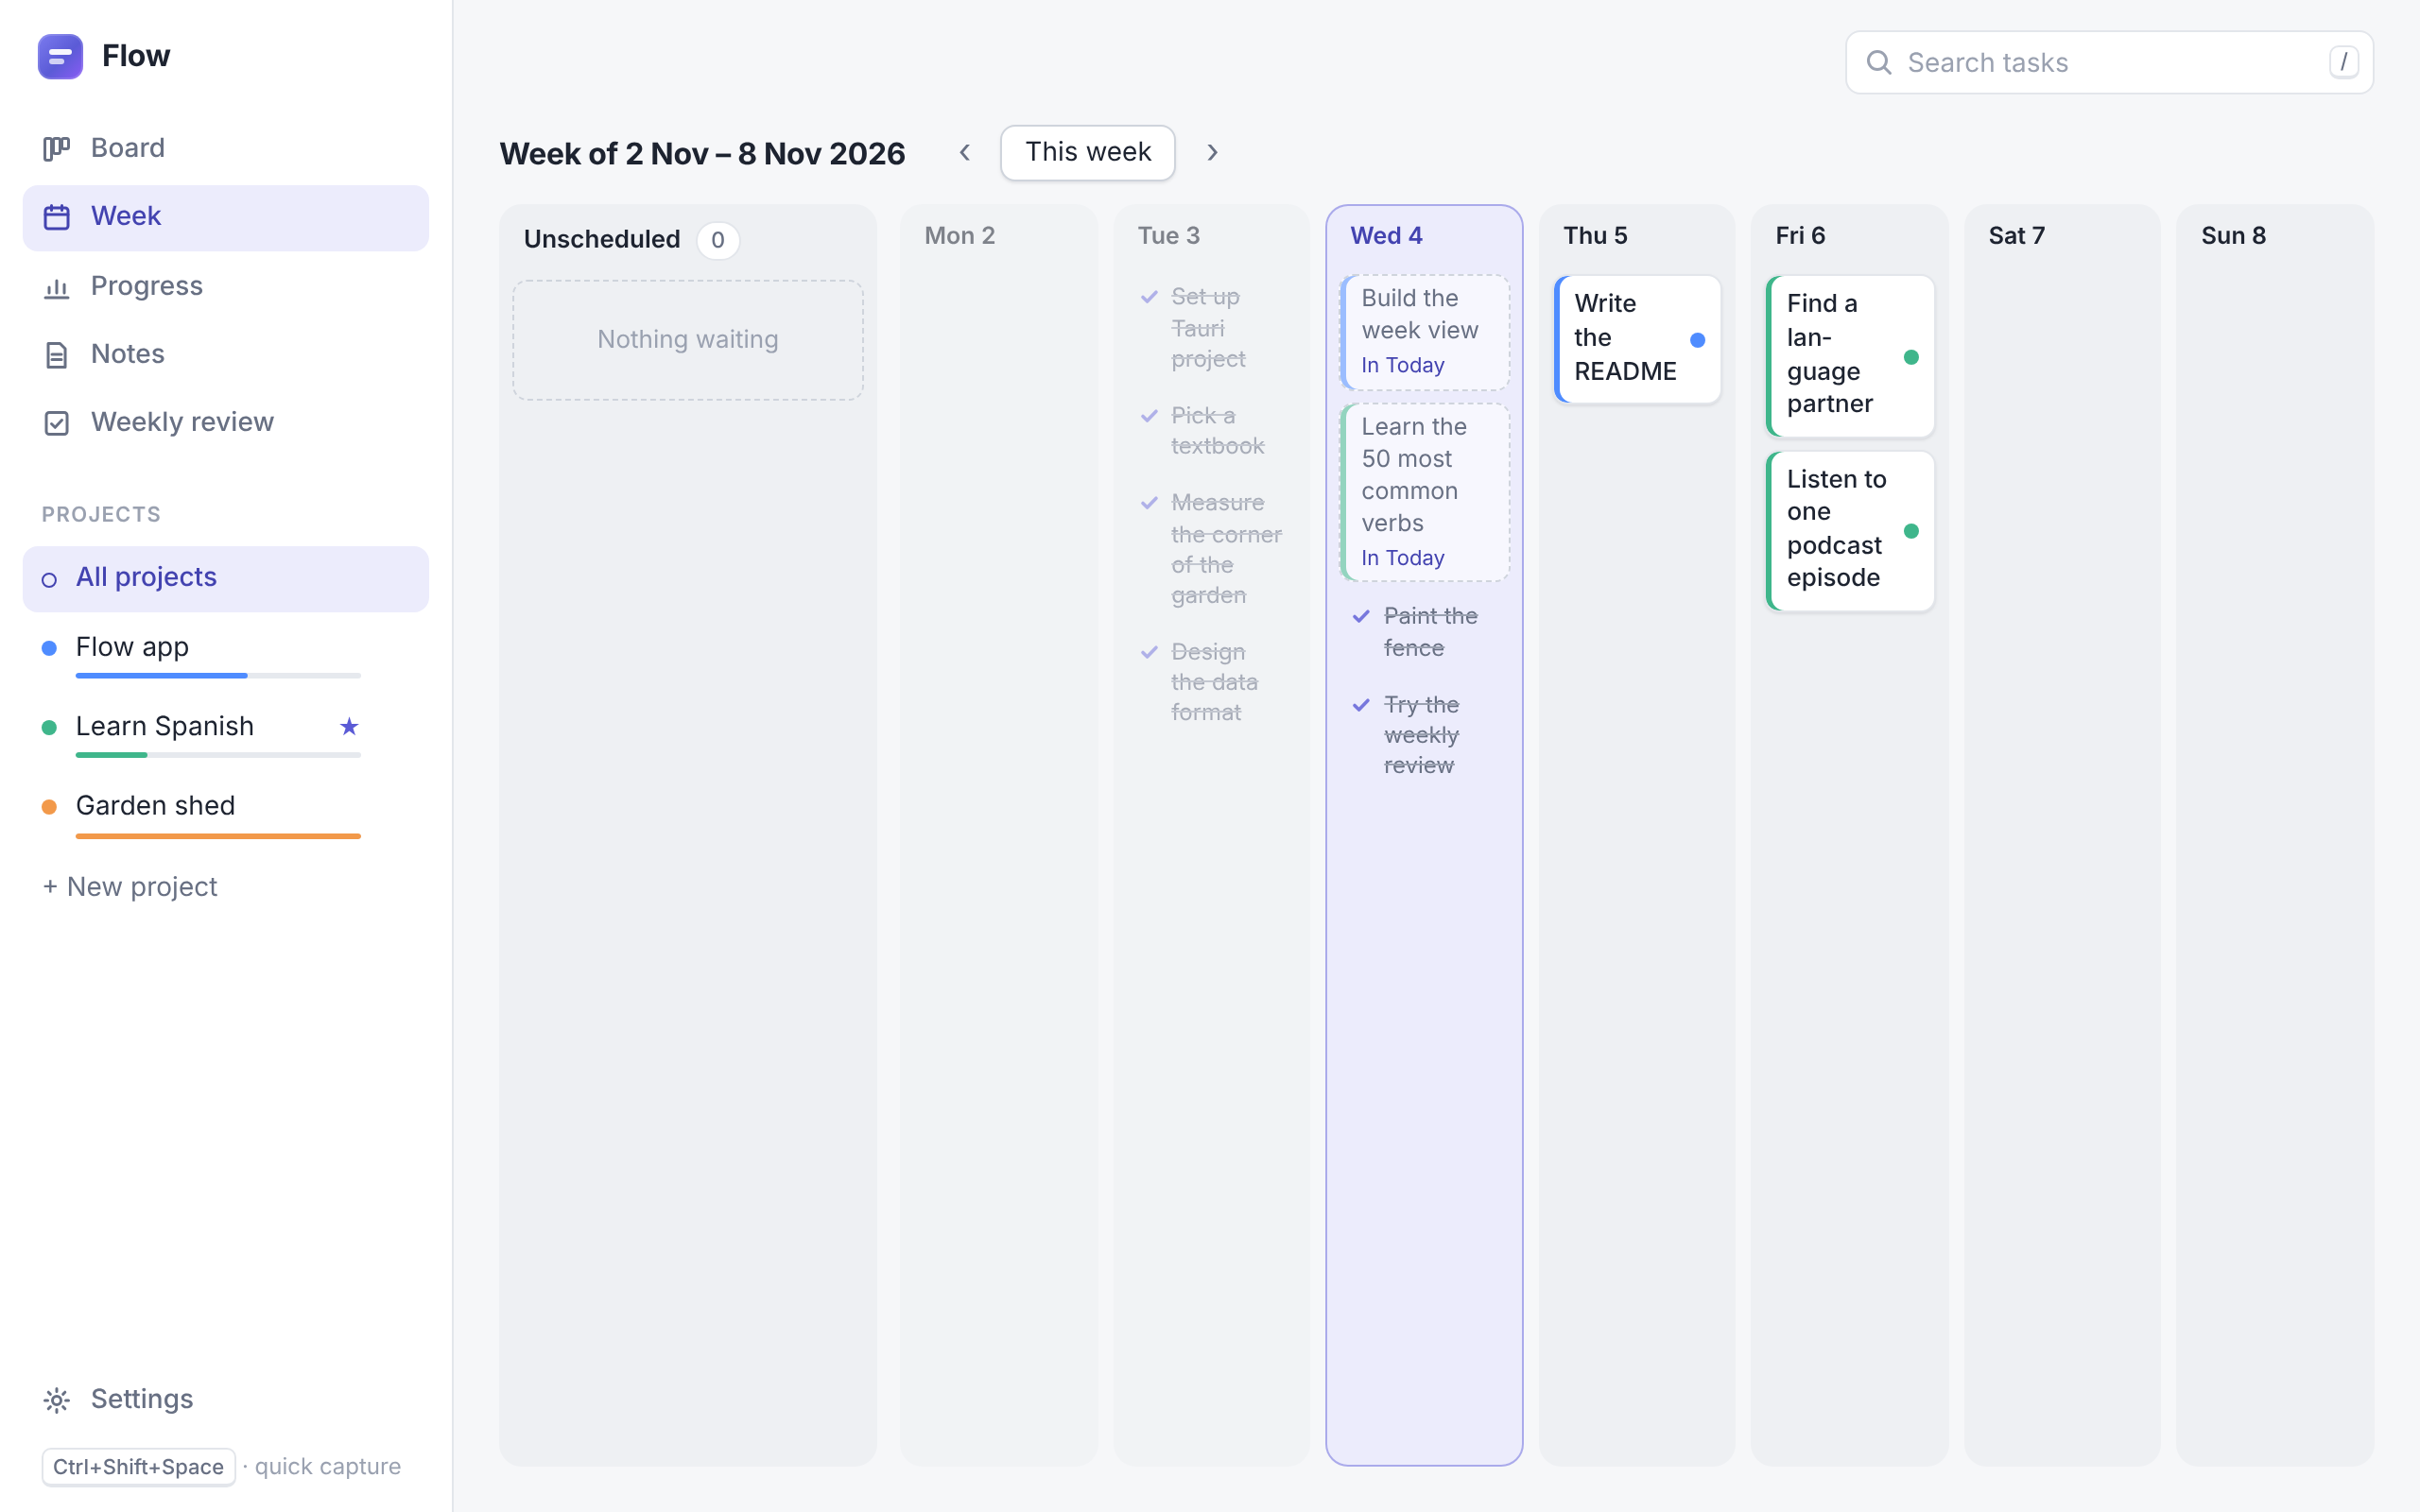 Flow
Board
Week
Progress
Notes
Weekly review
PROJECTS
All projects
Flow app
Learn Spanish
Garden shed
+ New project
Settings
Ctrl+Shift+Space · quick capture
Search tasks /
Week of 2 Nov – 8 Nov 2026
This week
Unscheduled 0
Nothing waiting
Mon 2
Tue 3
Set up
Tauri
project
Pick a
textbook
Measure
the corner
of the
garden
Design
the data
format
Wed 4
Build the
week view
In Today
Learn the
50 most
common
verbs
In Today
Paint the
fence
Try the
weekly
review
Thu 5
Write
the
README
Fri 6
Find a
lan-
guage
partner
Listen to
one
podcast
episode
Sat 7
Sun 8